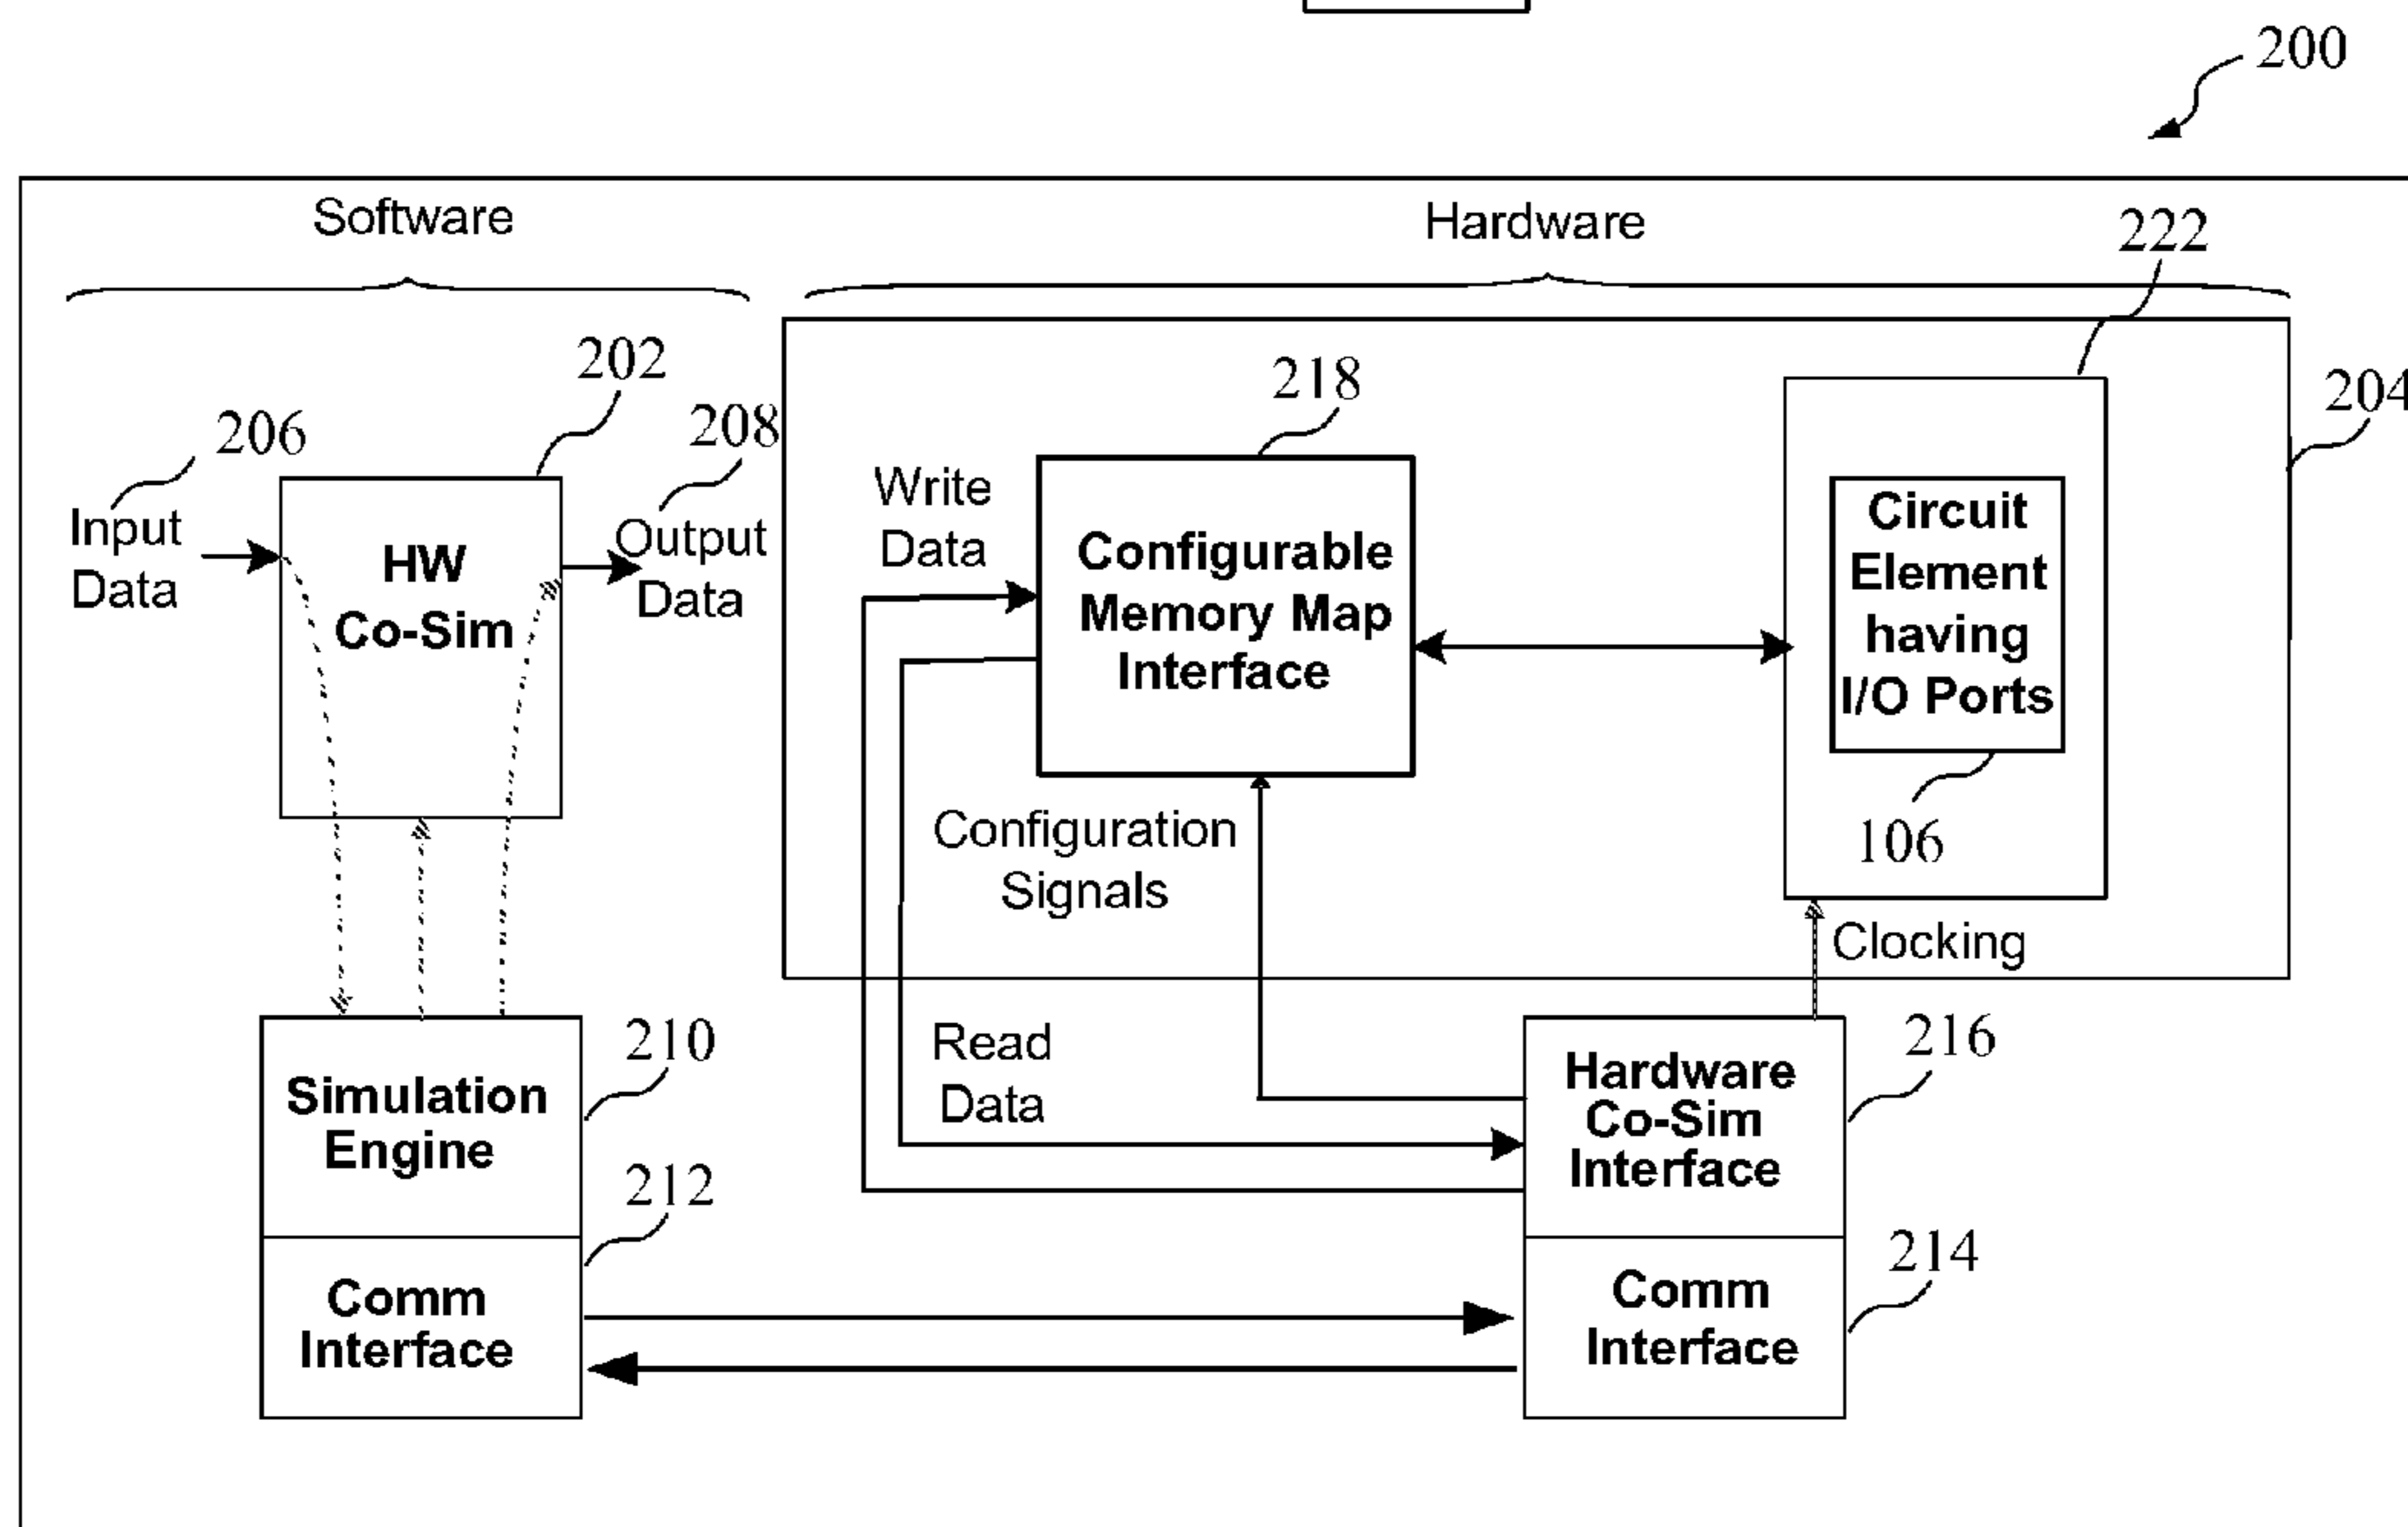 200
Software
Hardware
222
202
218
204
206
208
Input
Data
HW
Co-Sim
Output
Data
Write
Data
Configurable
Memory Map
Interface
Circuit
Element
having
I/O Ports
106
Configuration
Signals
Clocking
Read
Data
Simulation
Engine
210
Hardware
Co-Sim
Interface
216
212
Comm
Interface
214
Comm
Interface